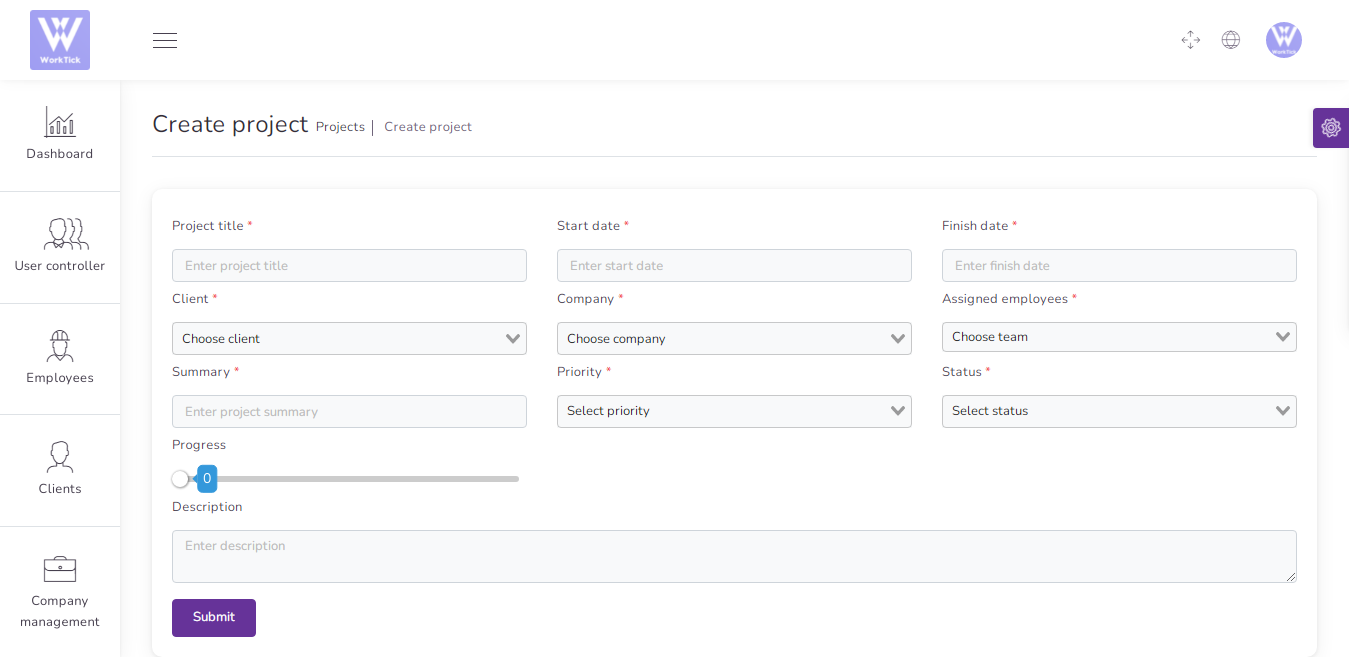 WorkTick
Dashboard
User controller
Employees
Clients
Company
management
Create project Projects | Create project
Project title * Start date * Finish date *
Enter project title Enter start date Enter finish date
Client * Company * Assigned employees *
Choose client Choose company Choose team
Summary * Priority * Status *
Enter project summary Select priority Select status
Progress
0
Description
Enter description
Submit